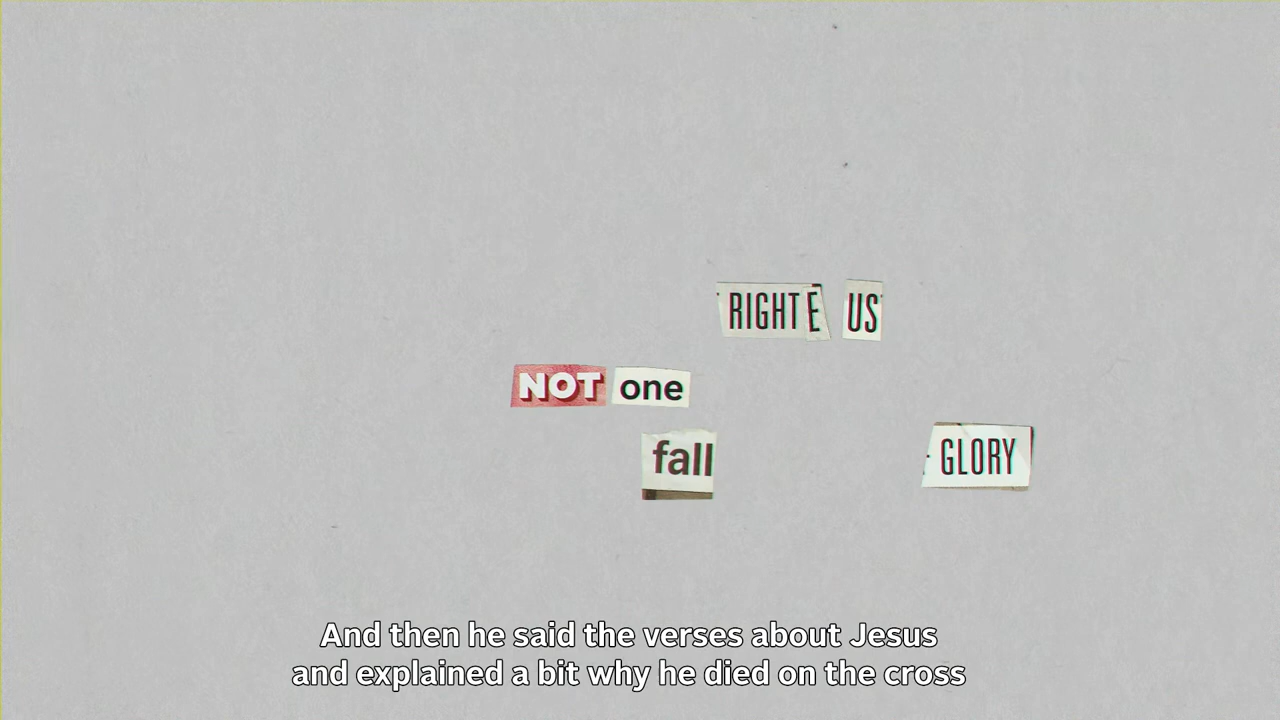 RIGHTE US
NOT one
fall GLORY
And then he said the verses about Jesus
and explained a bit why he died on the cross